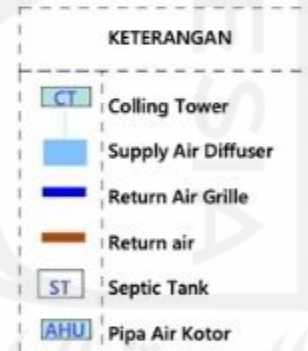 KETERANGAN
CT Colling Tower
Supply Air Diffuser
Return Air Grille
Return air
ST Septic Tank
AHU Pipa Air Kotor